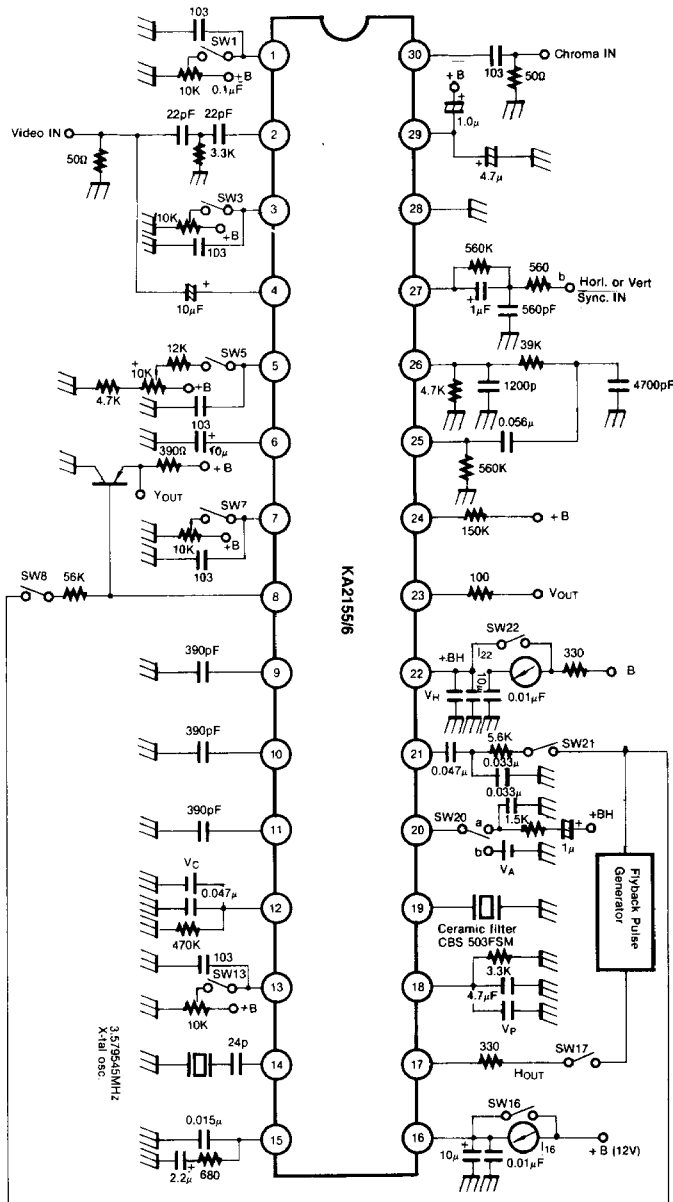 103
SW1
1
10K
+B
0.1µF
Video IN
22pF
22pF
50Ω
3.3K
2
SW3
10K
+B
103
3
10µF
+
4
12K
SW5
+
10K
4.7K
+B
103
5
103
+
10µ
6
390Ω
+B
YOUT
SW7
10K
+B
103
7
SW8
56K
8
390pF
9
390pF
10
390pF
11
VC
0.047µ
470K
12
103
SW13
+B
10K
13
3.579545MHz
X-tal osc.
24p
14
0.015µ
2.2µ
+
680
15
KA2155/6
30
103
Chroma IN
50Ω
+B
+
1.0µ
29
+
4.7µ
28
560K
560
b
Horl. or Vert
Sync. IN
27
+
1µF
560pF
39K
26
4.7K
1200p
4700pF
0.056µ
25
560K
24
150K
+ B
100
23
VOUT
SW22
+BH
I22
330
22
B
VH
10µ
0.01µF
21
5.6K
SW21
0.047µ
0.033µ
0.033µ
SW20
a
1.5K
+BH
20
+
1µ
b
VA
19
Ceramic filter
CBS 503FSM
3.3K
18
4.7µF
VP
Flyback Pulse
Generator
330
SW17
17
HOUT
SW16
16
I16
+ B (12V)
10µ
+
0.01µF